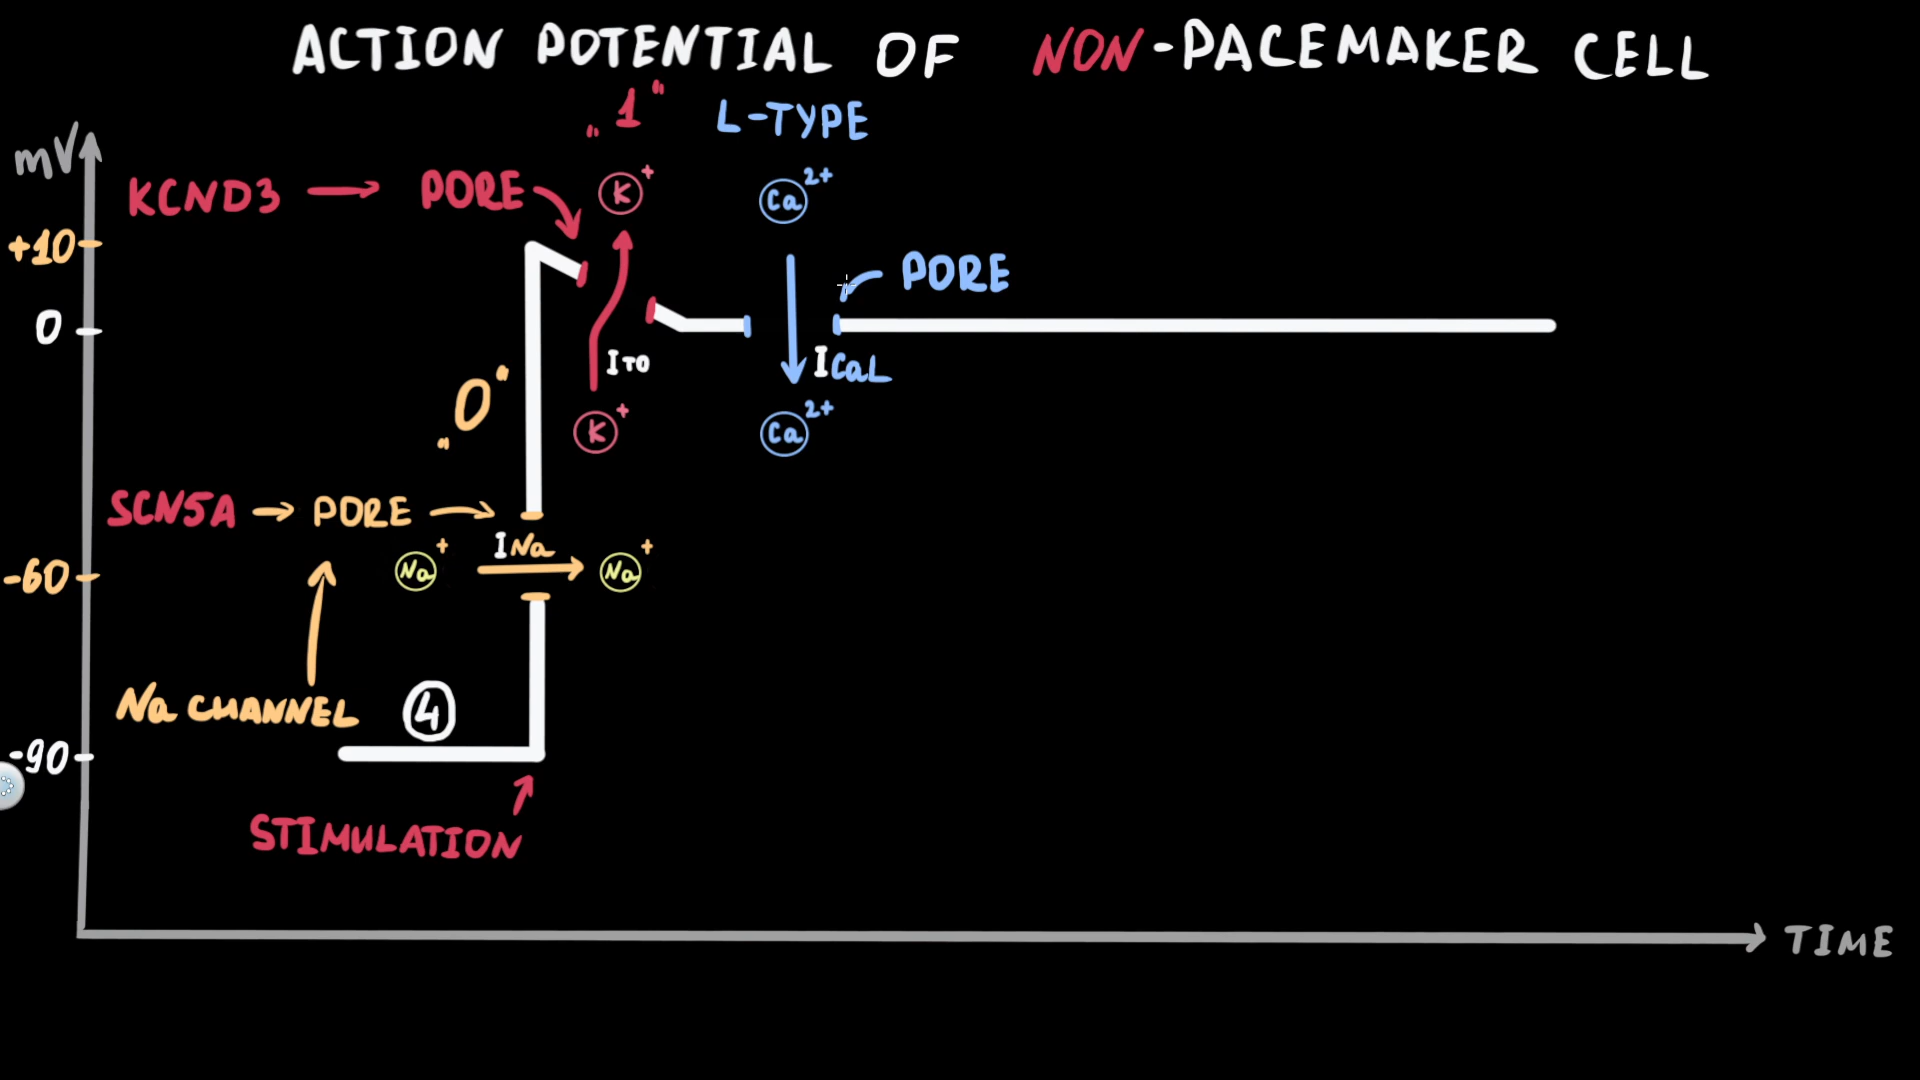 ACTION POTENTIAL OF NON-PACEMAKER CELL
„1“
L-TYPE
mV
KCND3 → PORE
K+
Ca2+
+10
PORE
0
ITO
ICaL
K+
Ca2+
„0“
SCN5A → PORE →
INa
Na+
Na+
-60
Na CHANNEL
4
-90
STIMULATION
TIME